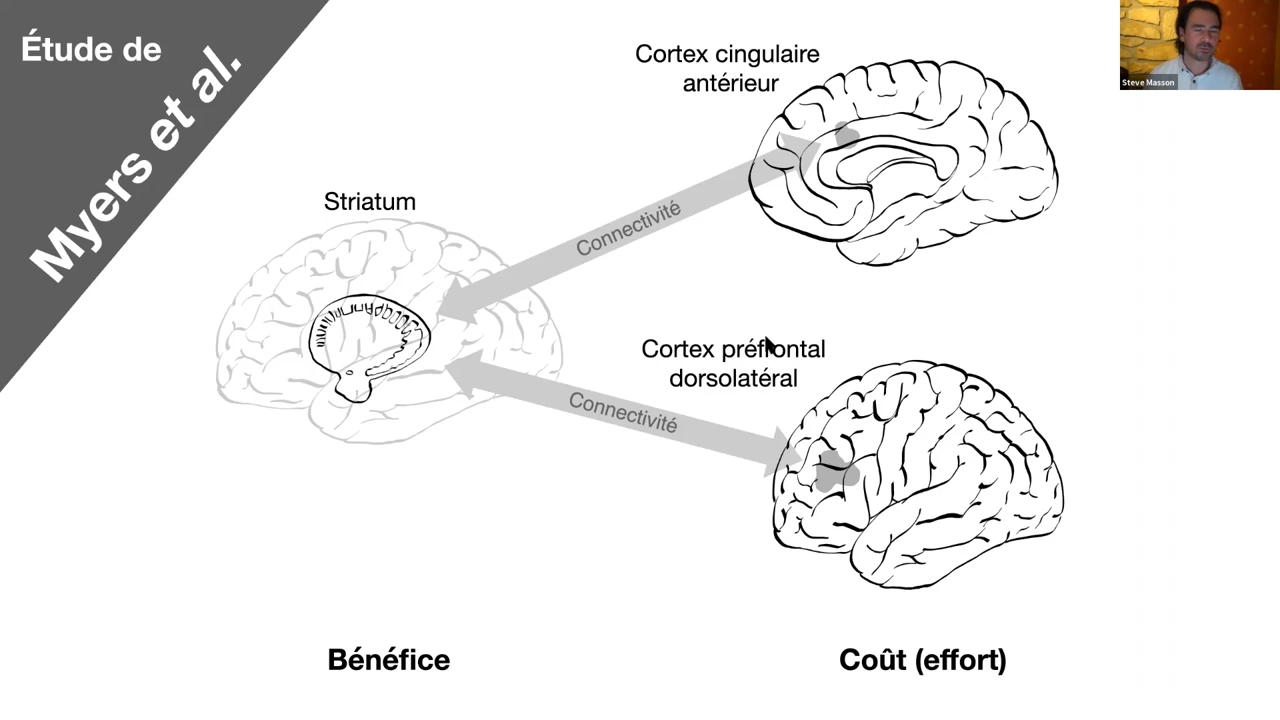 Étude de
Myers et al.
Cortex cingulaire
antérieur
Steve Masson
Striatum
Connectivité
Cortex préfrontal
dorsolatéral
Connectivité
Bénéfice
Coût (effort)